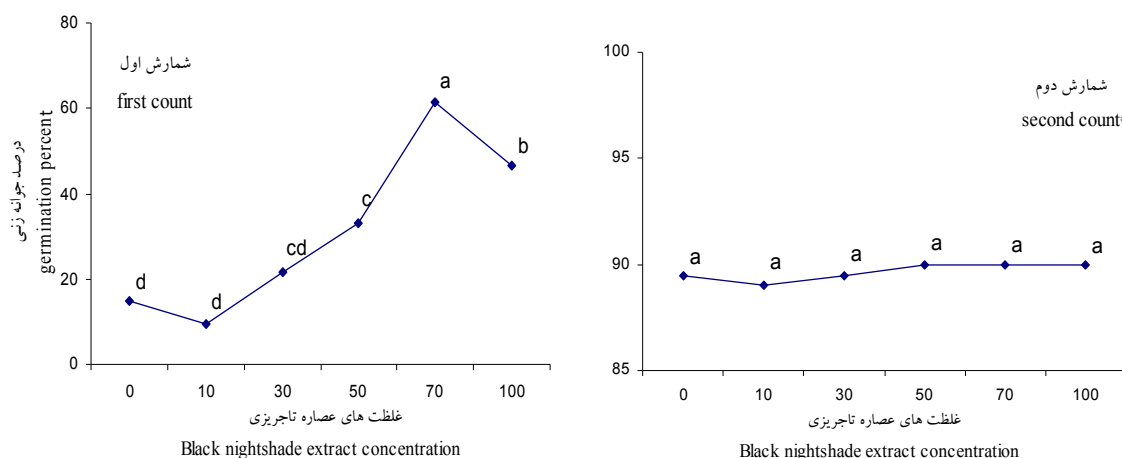 80
60
40
20
0
درصد جوانه زنی
germination percent
شمارش اول
first count
d
d
cd
c
a
b
0 10 30 50 70 100
غلظت های عصاره تاجریزی
Black nightshade extract concentration
100
95
90
85
شمارش دوم
second count
a
a
a
a
a
a
0 10 30 50 70 100
غلظت های عصاره تاجریزی
Black nightshade extract concentration